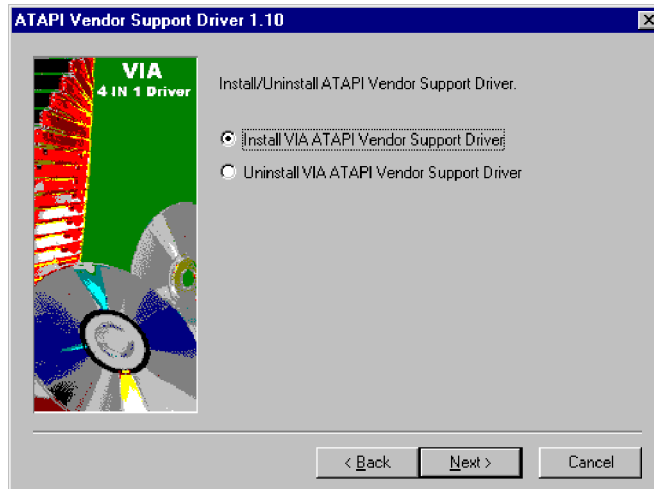 ATAPI Vendor Support Driver 1.10
VIA
4 IN 1 Driver
Install/Uninstall ATAPI Vendor Support Driver.
Install VIA ATAPI Vendor Support Driver
Uninstall VIA ATAPI Vendor Support Driver
< Back
Next >
Cancel